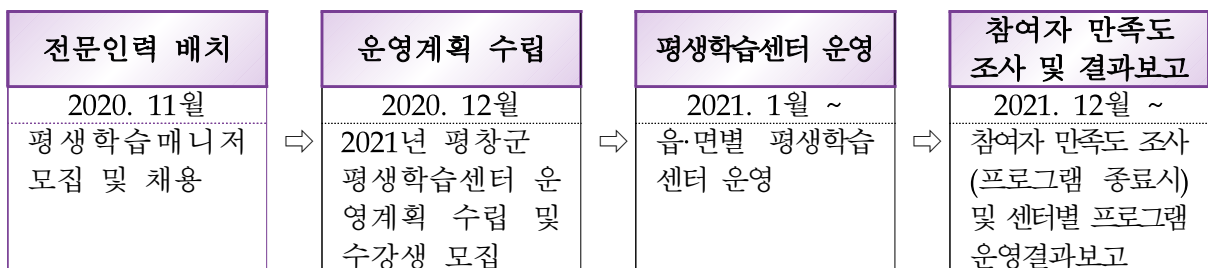 전문인력 배치
2020. 11월
평생학습매니저
모집 및 채용
⇨
운영계획 수립
2020. 12월
2021년 평창군
평생학습센터 운
영계획 수립 및
수강생 모집
⇨
평생학습센터 운영
2021. 1월 ~
읍·면별 평생학습
센터 운영
⇨
참여자 만족도
조사 및 결과보고
2021. 12월 ~
참여자 만족도 조사
(프로그램 종료시)
및 센터별 프로그램
운영결과보고